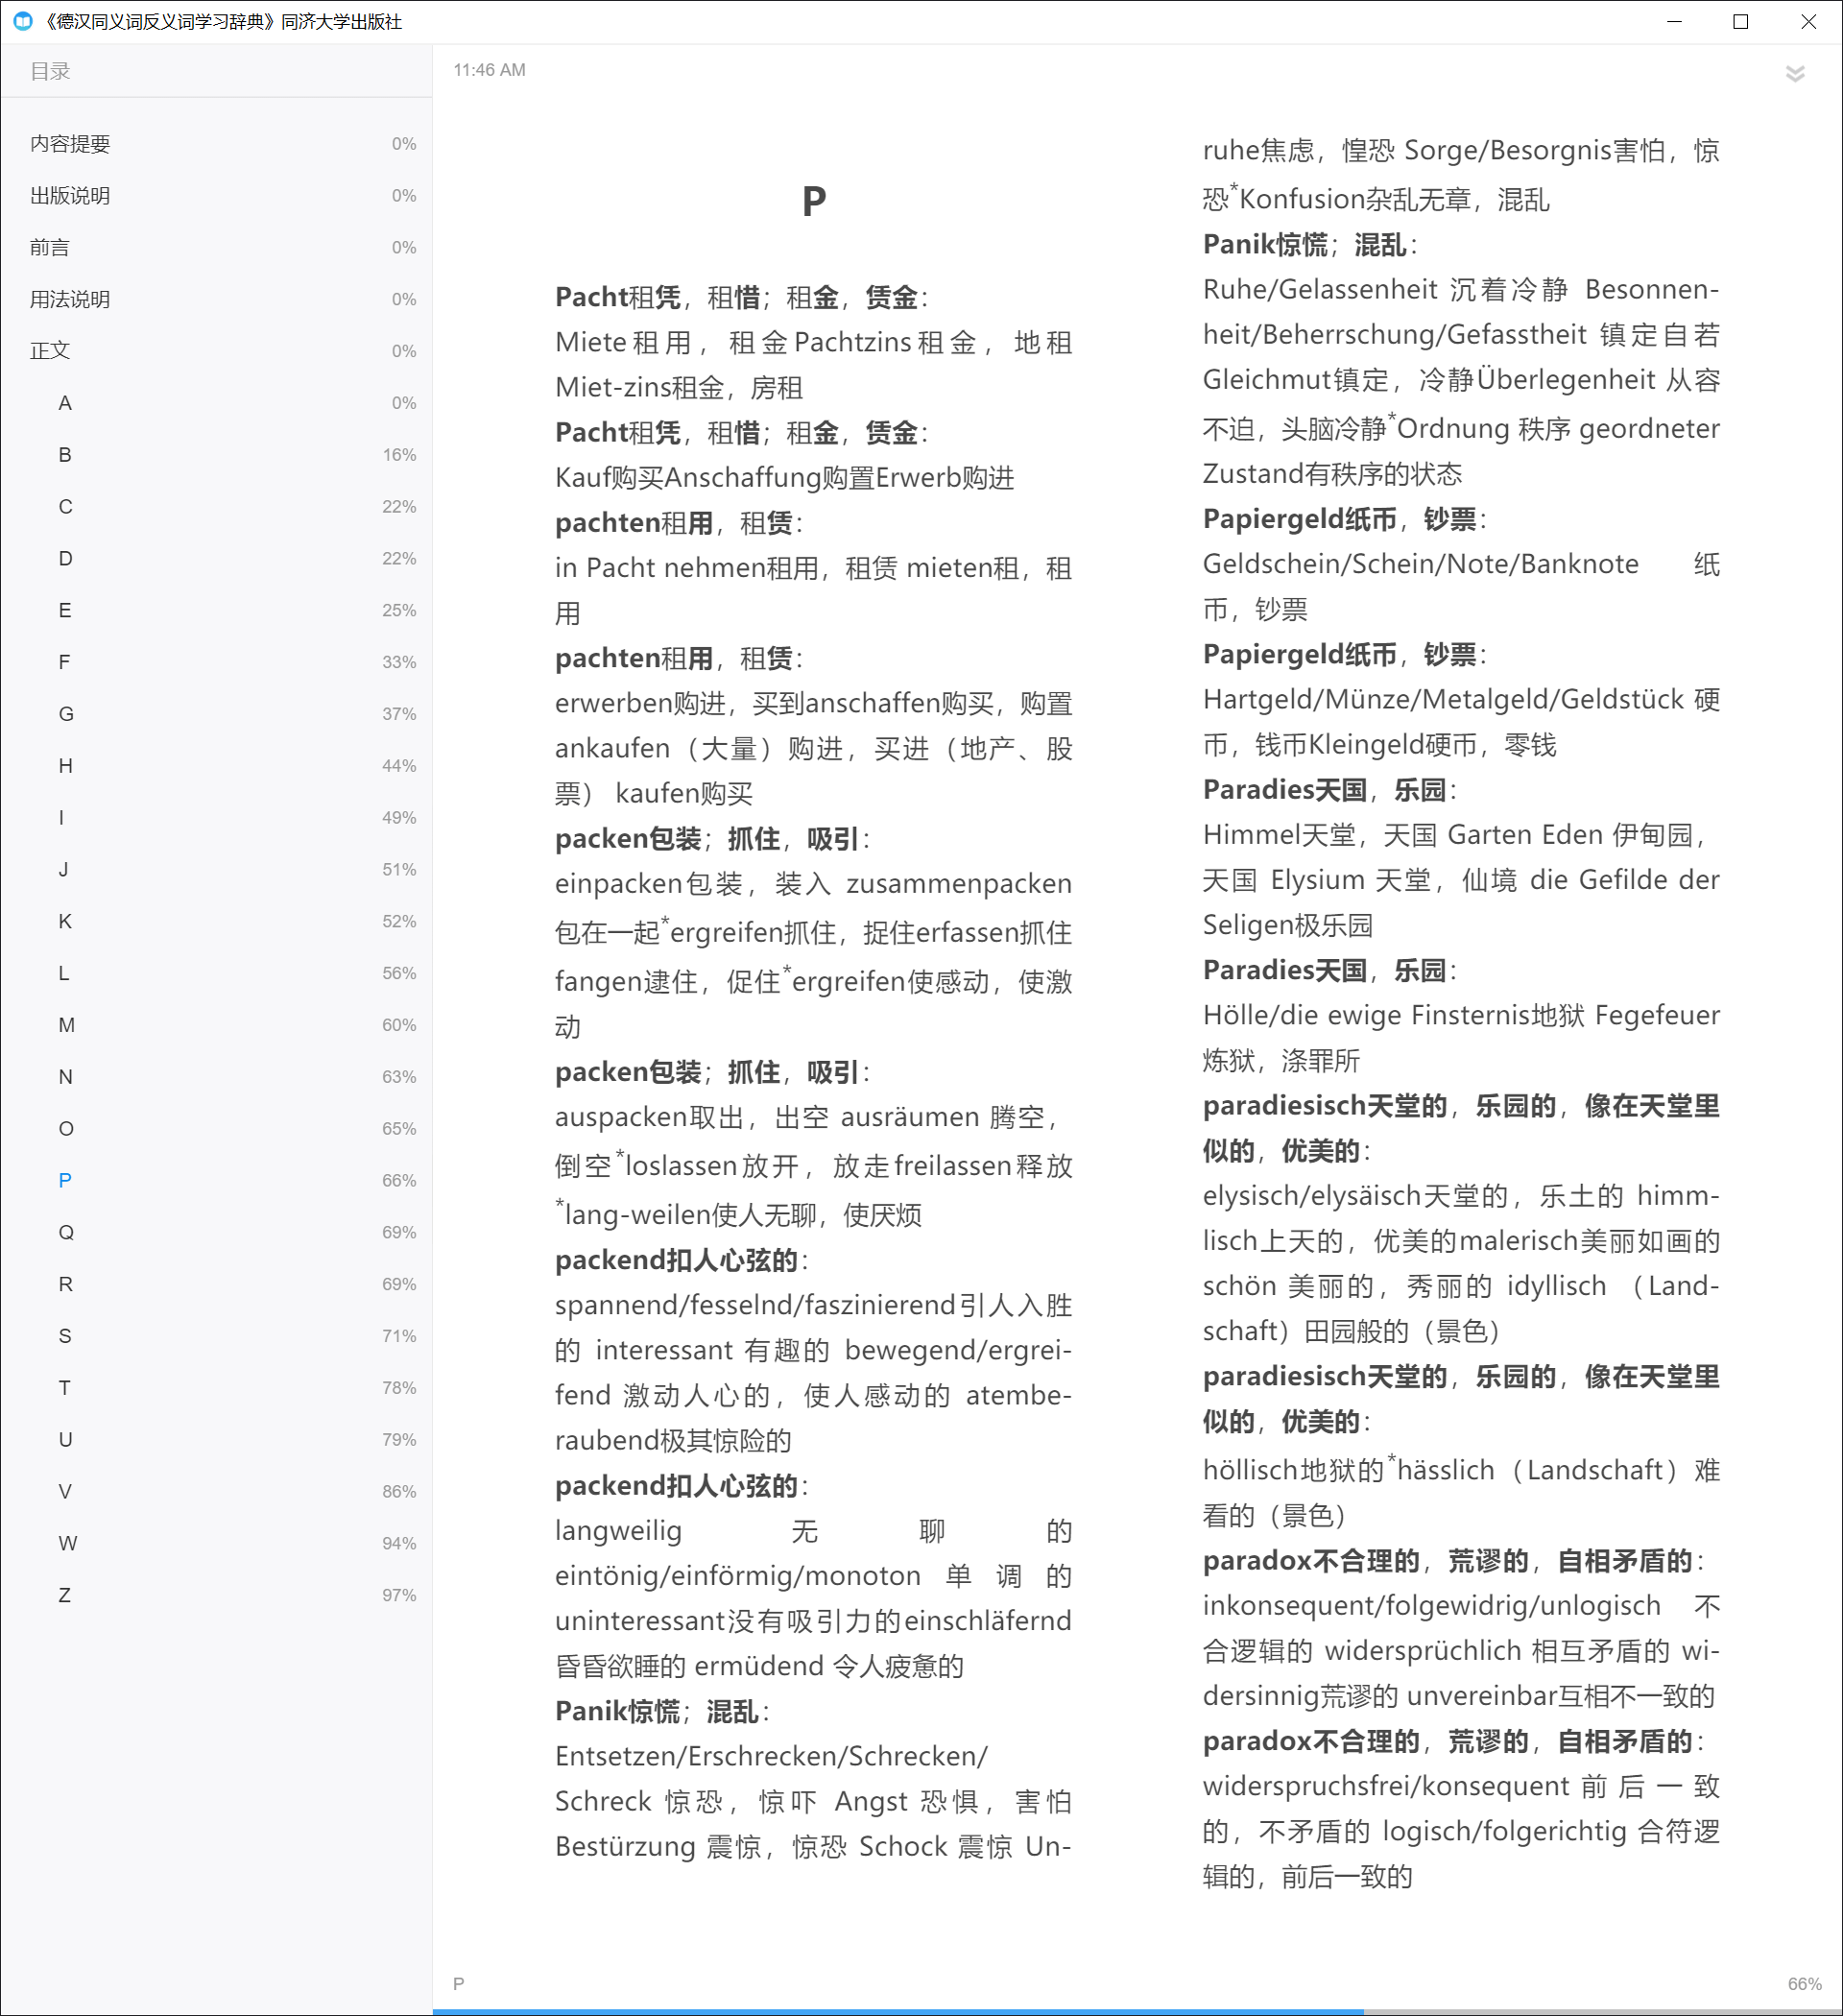 《德汉同义词反义词学习辞典》同济大学出版社
目录
内容提要 0%
出版说明 0%
前言 0%
用法说明 0%
正文 0%
A 0%
B 16%
C 22%
D 22%
E 25%
F 33%
G 37%
H 44%
I 49%
J 51%
K 52%
L 56%
M 60%
N 63%
O 65%
P 66%
Q 69%
R 69%
S 71%
T 78%
U 79%
V 86%
W 94%
Z 97%
11:46 AM
P
Pacht租凭，租惜；租金，赁金：
Miete租用，租金Pachtzins租金，地租
Miet-zins租金，房租
Pacht租凭，租惜；租金，赁金：
Kauf购买Anschaffung购置Erwerb购进
pachten租用，租赁：
in Pacht nehmen租用，租赁 mieten租，租
用
pachten租用，租赁：
erwerben购进，买到anschaffen购买，购置
ankaufen（大量）购进，买进（地产、股
票） kaufen购买
packen包装；抓住，吸引：
einpacken包装，装入 zusammenpacken
包在一起*ergreifen抓住，捉住erfassen抓住
fangen逮住，促住*ergreifen使感动，使激
动
packen包装；抓住，吸引：
auspacken取出，出空 ausräumen 腾空，
倒空*loslassen放开，放走freilassen释放
*lang-weilen使人无聊，使厌烦
packend扣人心弦的：
spannend/fesselnd/faszinierend引人入胜
的 interessant 有趣的 bewegend/ergrei-
fend 激动人心的，使人感动的 atembe-
raubend极其惊险的
packend扣人心弦的：
langweilig 无聊的
eintönig/einförmig/monoton 单调的
uninteressant没有吸引力的einschläfernd
昏昏欲睡的 ermüdend 令人疲惫的
Panik惊慌；混乱：
Entsetzen/Erschrecken/Schrecken/
Schreck 惊恐，惊吓 Angst 恐惧，害怕
Bestürzung 震惊，惊恐 Schock 震惊 Un-
ruhe焦虑，惶恐 Sorge/Besorgnis害怕，惊
恐*Konfusion杂乱无章，混乱
Panik惊慌；混乱：
Ruhe/Gelassenheit 沉着冷静 Besonnen-
heit/Beherrschung/Gefasstheit 镇定自若
Gleichmut镇定，冷静Überlegenheit 从容
不迫，头脑冷静*Ordnung 秩序 geordneter
Zustand有秩序的状态
Papiergeld纸币，钞票：
Geldschein/Schein/Note/Banknote 纸
币，钞票
Papiergeld纸币，钞票：
Hartgeld/Münze/Metalgeld/Geldstück 硬
币，钱币Kleingeld硬币，零钱
Paradies天国，乐园：
Himmel天堂，天国 Garten Eden 伊甸园，
天国 Elysium 天堂，仙境 die Gefilde der
Seligen极乐园
Paradies天国，乐园：
Hölle/die ewige Finsternis地狱 Fegefeuer
炼狱，涤罪所
paradiesisch天堂的，乐园的，像在天堂里
似的，优美的：
elysisch/elysäisch天堂的，乐土的 himm-
lisch上天的，优美的malerisch美丽如画的
schön 美丽的，秀丽的 idyllisch （Land-
schaft）田园般的（景色）
paradiesisch天堂的，乐园的，像在天堂里
似的，优美的：
höllisch地狱的*hässlich（Landschaft）难
看的（景色）
paradox不合理的，荒谬的，自相矛盾的：
inkonsequent/folgewidrig/unlogisch 不
合逻辑的 widersprüchlich 相互矛盾的 wi-
dersinnig荒谬的 unvereinbar互相不一致的
paradox不合理的，荒谬的，自相矛盾的：
widerspruchsfrei/konsequent 前后一致
的，不矛盾的 logisch/folgerichtig 合符逻
辑的，前后一致的
P 66%